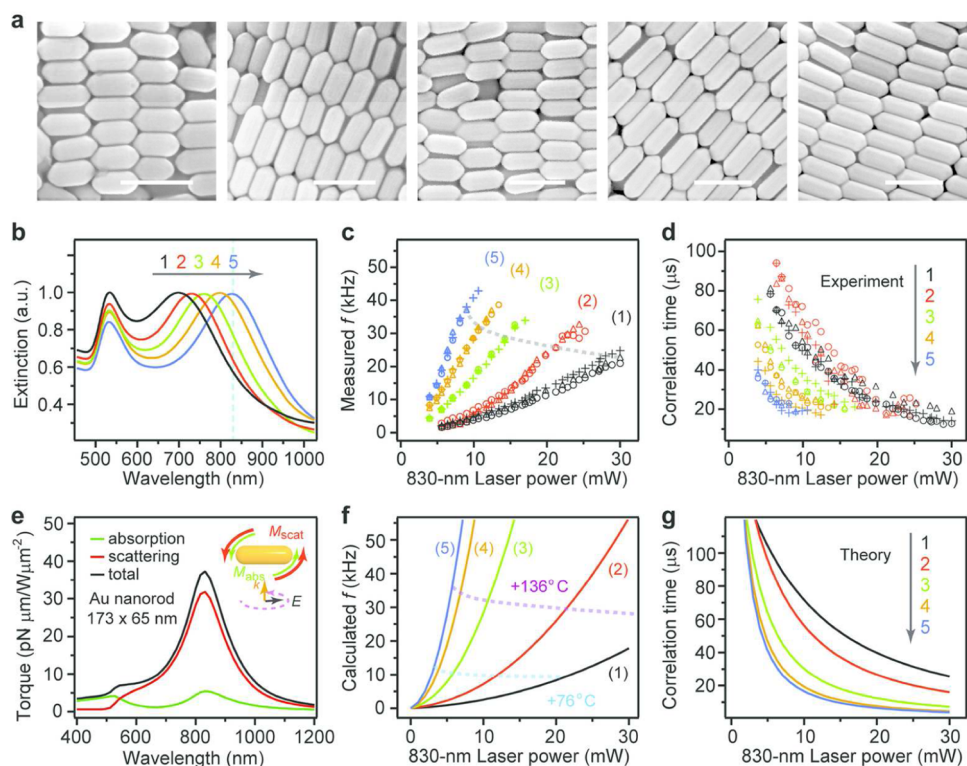 a
b
1 2 3 4 5
Extinction (a.u.)
1.0
0.8
0.6
0.4
500 600 700 800 900 1000
Wavelength (nm)
c
Measured f (kHz)
50
40
30
20
10
0
(5)
(4)
(3)
(2)
(1)
0 10 20 30
830-nm Laser power (mW)
d
Correlation time (µs)
100
80
60
40
20
Experiment
1
2
3
4
5
0 10 20 30
830-nm Laser power (mW)
e
Torque (pN µm/Wµm-2)
50
40
30
20
10
0
absorption
scattering
total
Au nanorod
173 x 65 nm
Mscat
Mabs
k
E
400 600 800 1000 1200
Wavelength (nm)
f
Calculated f (kHz)
50
40
30
20
10
0
(5)
(4)
(3)
(2)
(1)
+136°C
+76°C
0 5 10 15 20 25 30
830-nm Laser power (mW)
g
Correlation time (µs)
100
80
60
40
20
Theory
1
2
3
4
5
0 10 20 30
830-nm Laser power (mW)